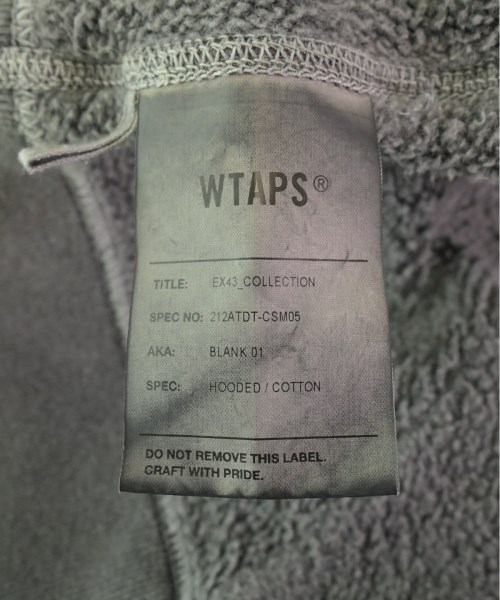 WTAPS®
TITLE: EX43_COLLECTION
SPEC NO: 212ATDT-CSM05
AKA: BLANK 01
SPEC: HOODED / COTTON
DO NOT REMOVE THIS LABEL.
CRAFT WITH PRIDE.